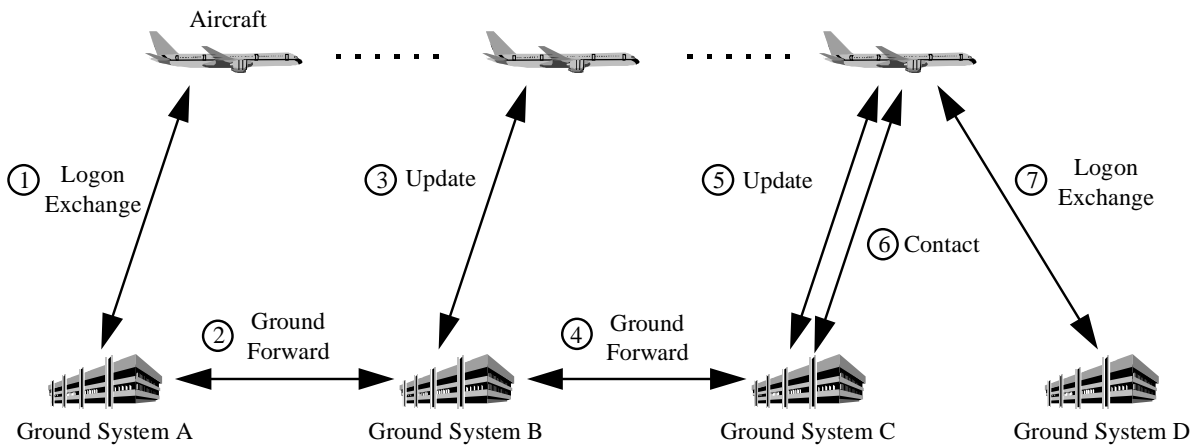 Aircraft
1 Logon
Exchange
3 Update
5 Update
7 Logon
Exchange
6 Contact
2 Ground
Forward
4 Ground
Forward
Ground System A
Ground System B
Ground System C
Ground System D